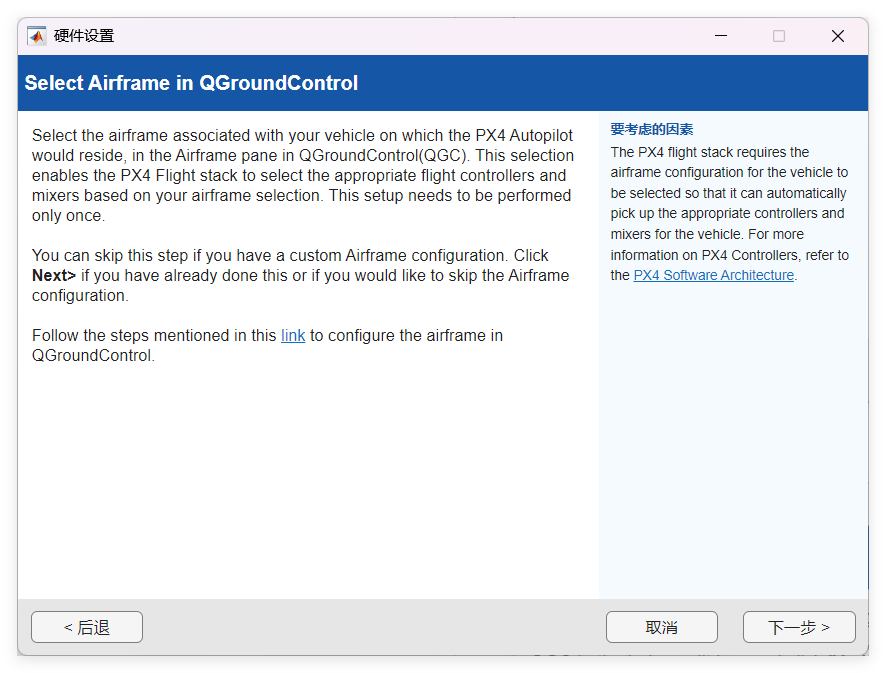 硬件设置
Select Airframe in QGroundControl
Select the airframe associated with your vehicle on which the PX4 Autopilot
would reside, in the Airframe pane in QGroundControl(QGC). This selection
enables the PX4 Flight stack to select the appropriate flight controllers and
mixers based on your airframe selection. This setup needs to be performed
only once.
You can skip this step if you have a custom Airframe configuration. Click
Next> if you have already done this or if you would like to skip the Airframe
configuration.
Follow the steps mentioned in this link to configure the airframe in
QGroundControl.
要考虑的因素
The PX4 flight stack requires the
airframe configuration for the vehicle to
be selected so that it can automatically
pick up the appropriate controllers and
mixers for the vehicle. For more
information on PX4 Controllers, refer to
the PX4 Software Architecture.
< 后退
取消
下一步 >